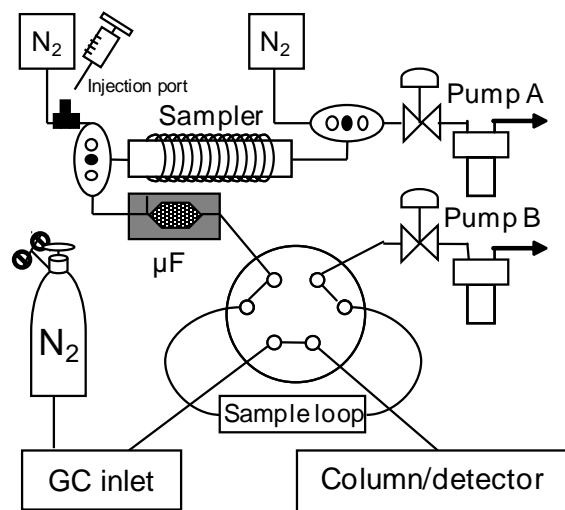 N₂
N₂
Injection port
Sampler
Pump A
Pump B
µF
N₂
Sample loop
GC inlet
Column/detector